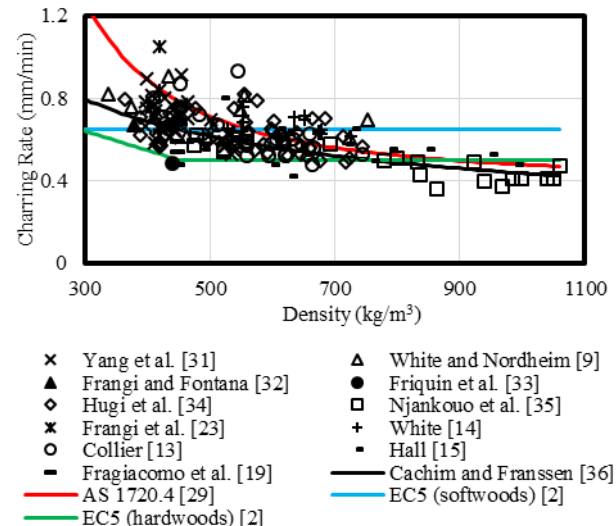 1.2
0.8
0.4
0
Charring Rate (mm/min)
300 500 700 900 1100
Density (kg/m³)
Yang et al. [31] White and Nordheim [9]
Frangi and Fontana [32] Friquin et al. [33]
Hugi et al. [34] Njankouo et al. [35]
Frangi et al. [23] White [14]
Collier [13] Hall [15]
Fragiacomo et al. [19] Cachim and Franssen [36]
AS 1720.4 [29] EC5 (softwoods) [2]
EC5 (hardwoods) [2]